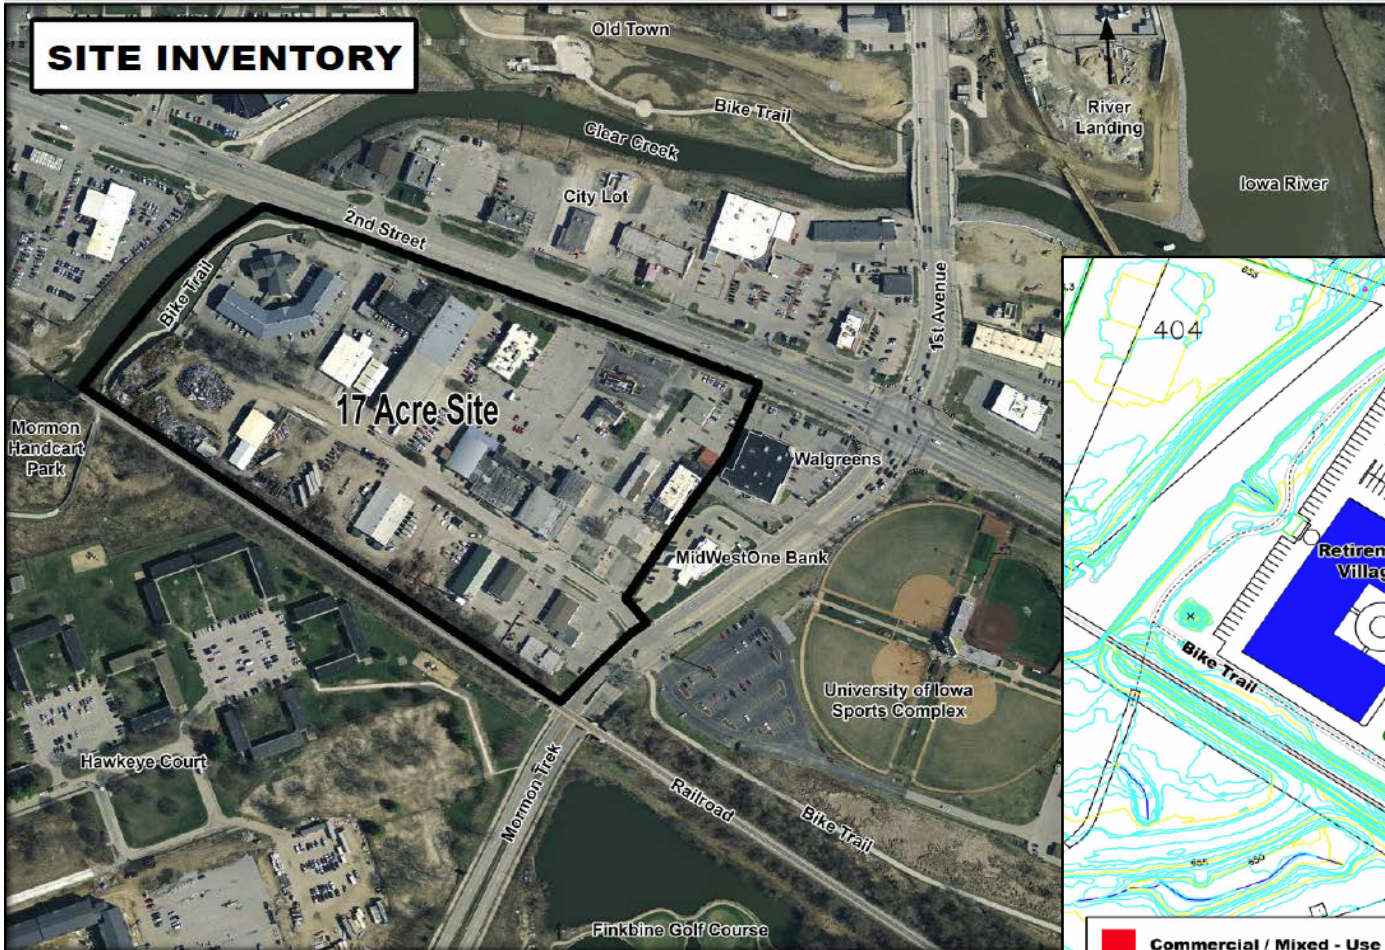 SITE INVENTORY
Old Town
Bike Trail
River
Landing
Clear Creek
Iowa River
City Lot
2nd Street
Bike Trail
1st Avenue
404
17 Acre Site
Mormon
Handcart
Park
Walgreens
MidWestOne Bank
Retirem
Villag
Bike Trail
University of Iowa
Sports Complex
Hawkeye Court
Mormon Trek
Railroad
Bike Trail
Finkbine Golf Course
Commercial / Mixed - Use